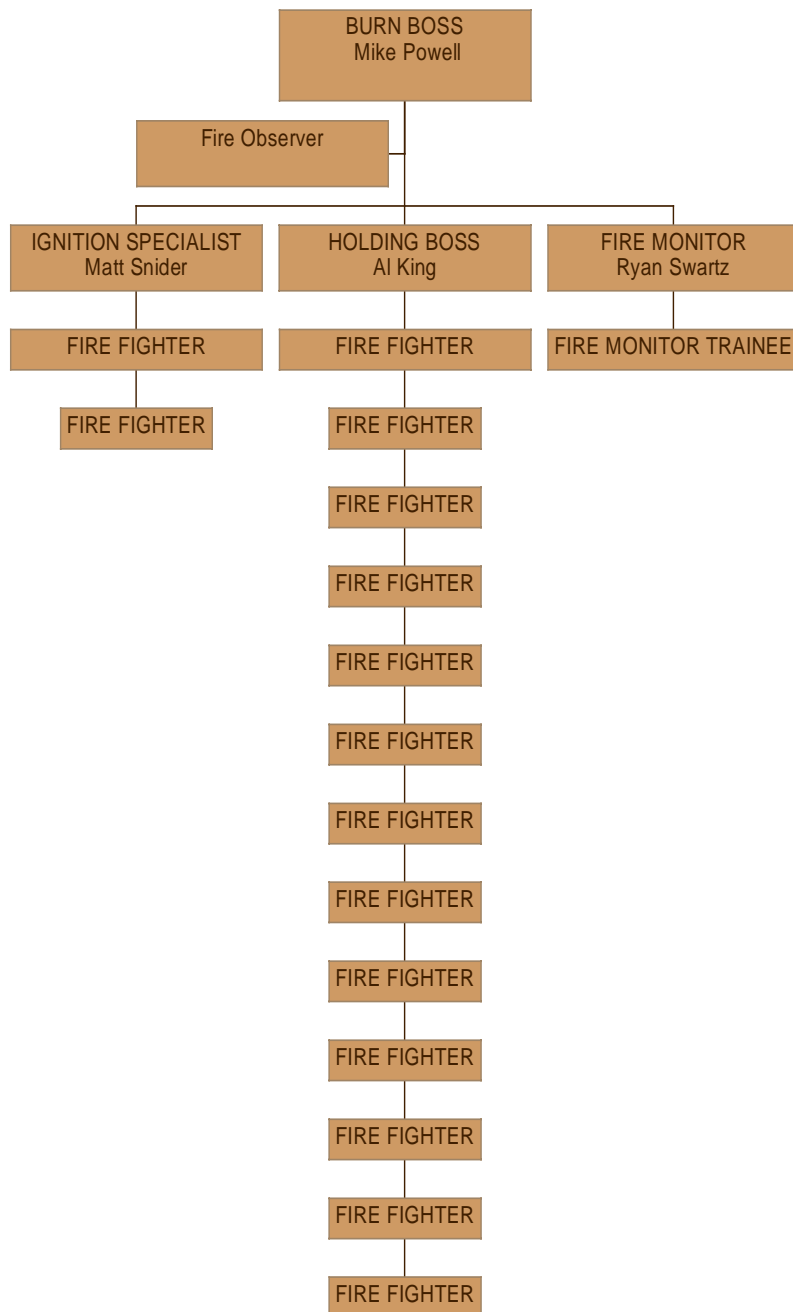 BURN BOSS
Mike Powell
Fire Observer
IGNITION SPECIALIST
Matt Snider
HOLDING BOSS
Al King
FIRE MONITOR
Ryan Swartz
FIRE FIGHTER
FIRE FIGHTER
FIRE MONITOR TRAINEE
FIRE FIGHTER
FIRE FIGHTER
FIRE FIGHTER
FIRE FIGHTER
FIRE FIGHTER
FIRE FIGHTER
FIRE FIGHTER
FIRE FIGHTER
FIRE FIGHTER
FIRE FIGHTER
FIRE FIGHTER
FIRE FIGHTER
FIRE FIGHTER